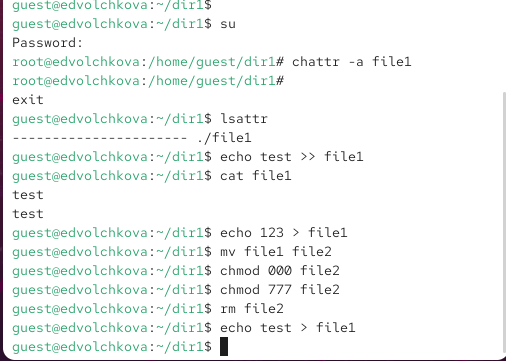 guest@edvolchkova:~/dir1$
guest@edvolchkova:~/dir1$ su
Password:
root@edvolchkova:/home/guest/dir1# chattr -a file1
root@edvolchkova:/home/guest/dir1#
exit
guest@edvolchkova:~/dir1$ lsattr
---------------------- ./file1
guest@edvolchkova:~/dir1$ echo test >> file1
guest@edvolchkova:~/dir1$ cat file1
test
test
guest@edvolchkova:~/dir1$ echo 123 > file1
guest@edvolchkova:~/dir1$ mv file1 file2
guest@edvolchkova:~/dir1$ chmod 000 file2
guest@edvolchkova:~/dir1$ chmod 777 file2
guest@edvolchkova:~/dir1$ rm file2
guest@edvolchkova:~/dir1$ echo test > file1
guest@edvolchkova:~/dir1$